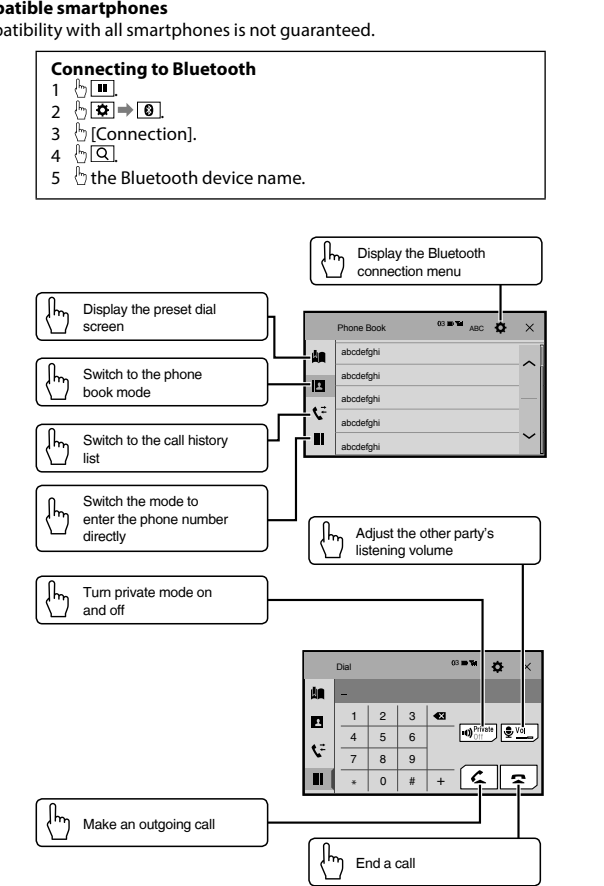 patible smartphones
patibility with all smartphones is not guaranteed.
Connecting to Bluetooth
1 .
2 .
3 [Connection].
4 .
5 the Bluetooth device name.
Display the Bluetooth
connection menu
Display the preset dial
screen
Switch to the phone
book mode
Switch to the call history
list
Switch the mode to
enter the phone number
directly
Phone Book 03 ABC
abcdefghi
abcdefghi
abcdefghi
abcdefghi
abcdefghi
Adjust the other party’s
listening volume
Turn private mode on
and off
Dial 03
–
1 2 3
4 5 6
7 8 9
* 0 # +
Private
Off
Vol
Make an outgoing call
End a call